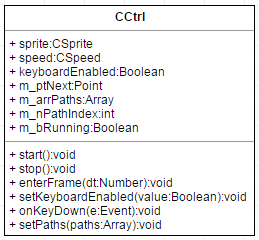 CCtrl
+ sprite:CSprite
+ speed:CSpeed
+ keyboardEnabled:Boolean
+ m_ptNext:Point
+ m_arrPaths:Array
+ m_nPathIndex:int
+ m_bRunning:Boolean
+ start():void
+ stop():void
+ enterFrame(dt:Number):void
+ setKeyboardEnabled(value:Boolean):void
+ onKeyDown(e:Event):void
+ setPaths(paths:Array):void